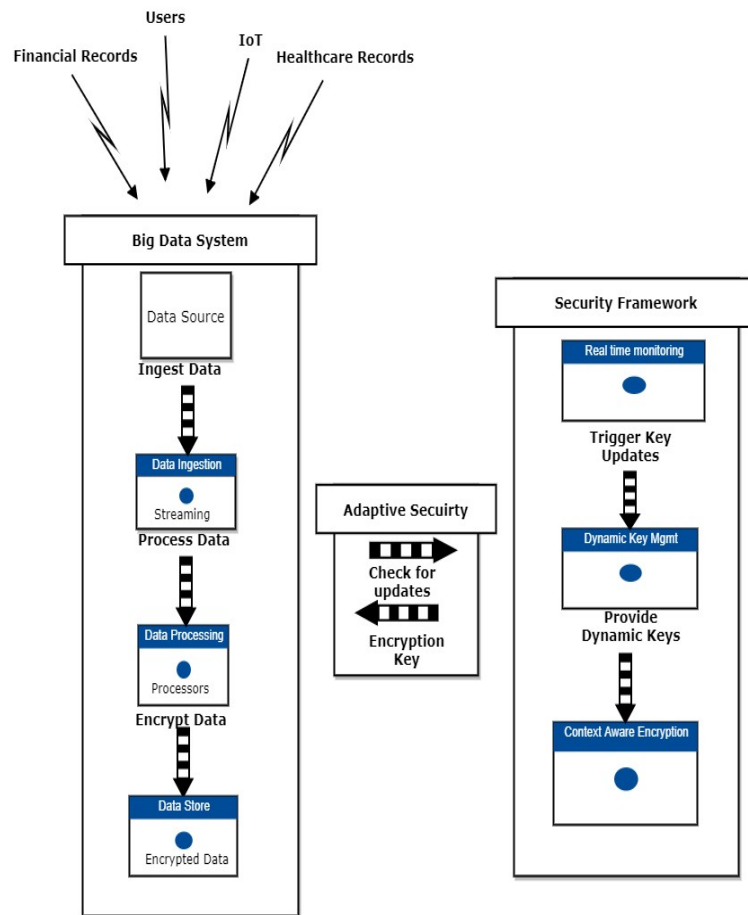 Users
IoT
Financial Records
Healthcare Records
Big Data System
Data Source
Ingest Data
Data Ingestion
Streaming
Process Data
Data Processing
Processors
Encrypt Data
Data Store
Encrypted Data
Adaptive Secuirty
Check for
updates
Encryption
Key
Security Framework
Real time monitoring
Trigger Key
Updates
Dynamic Key Mgmt
Provide
Dynamic Keys
Context Aware Encryption